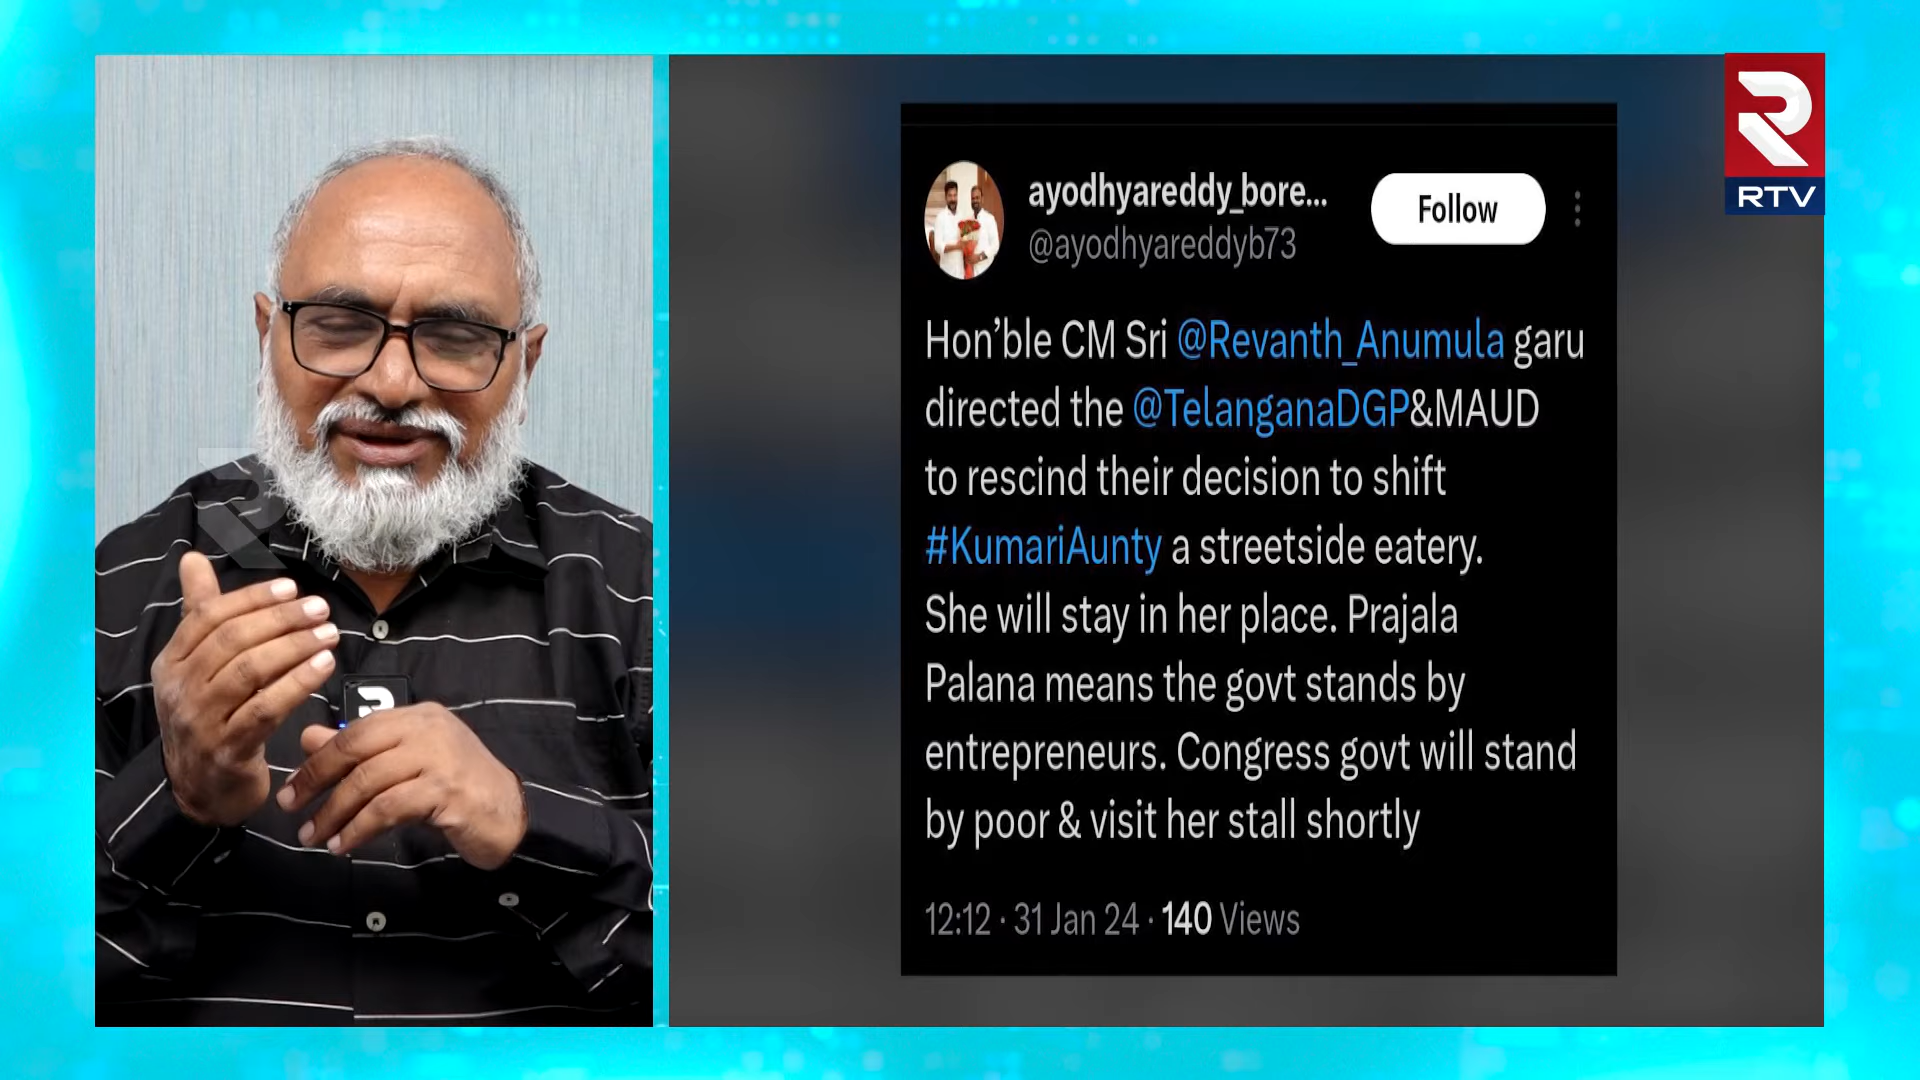 RTV
ayodhyareddy_bore...
@ayodhyareddyb73
Follow
Hon’ble CM Sri @Revanth_Anumula garu
directed the @TelanganaDGP&MAUD
to rescind their decision to shift
#KumariAunty a streetside eatery.
She will stay in her place. Prajala
Palana means the govt stands by
entrepreneurs. Congress govt will stand
by poor & visit her stall shortly
12:12 · 31 Jan 24 · 140 Views